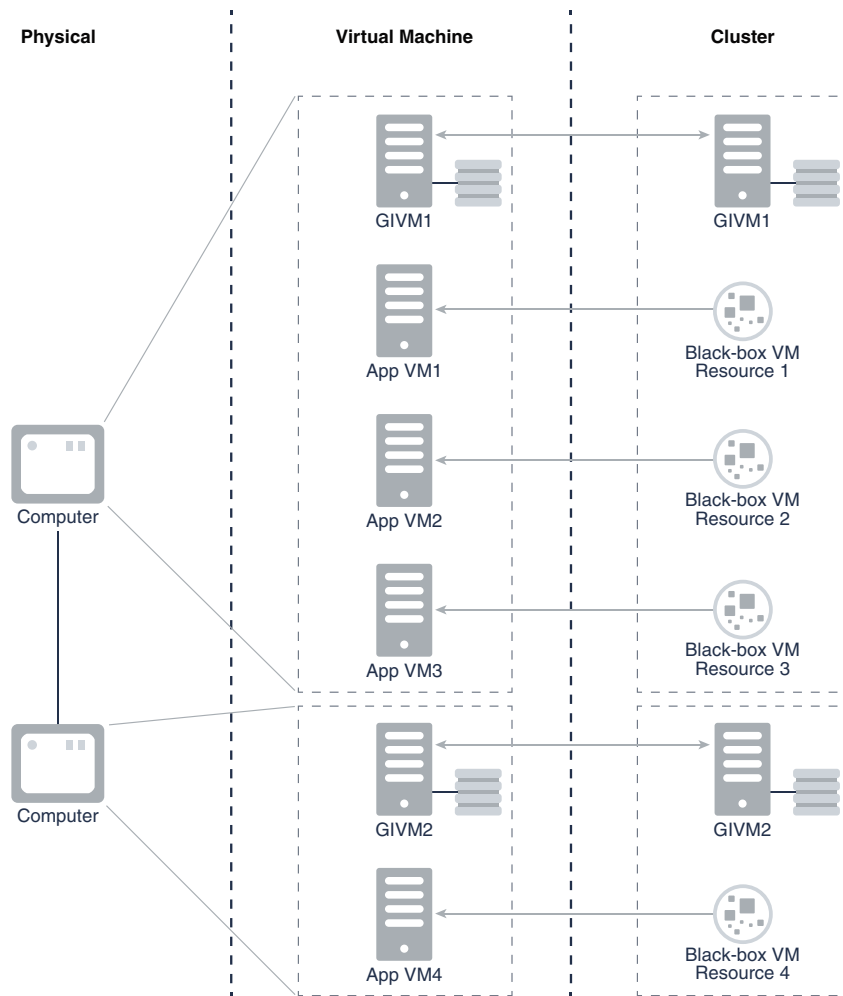 Physical
Virtual Machine
Cluster
GIVM1
GIVM1
App VM1
Black-box VM
Resource 1
App VM2
Black-box VM
Resource 2
Computer
App VM3
Black-box VM
Resource 3
Computer
GIVM2
GIVM2
App VM4
Black-box VM
Resource 4